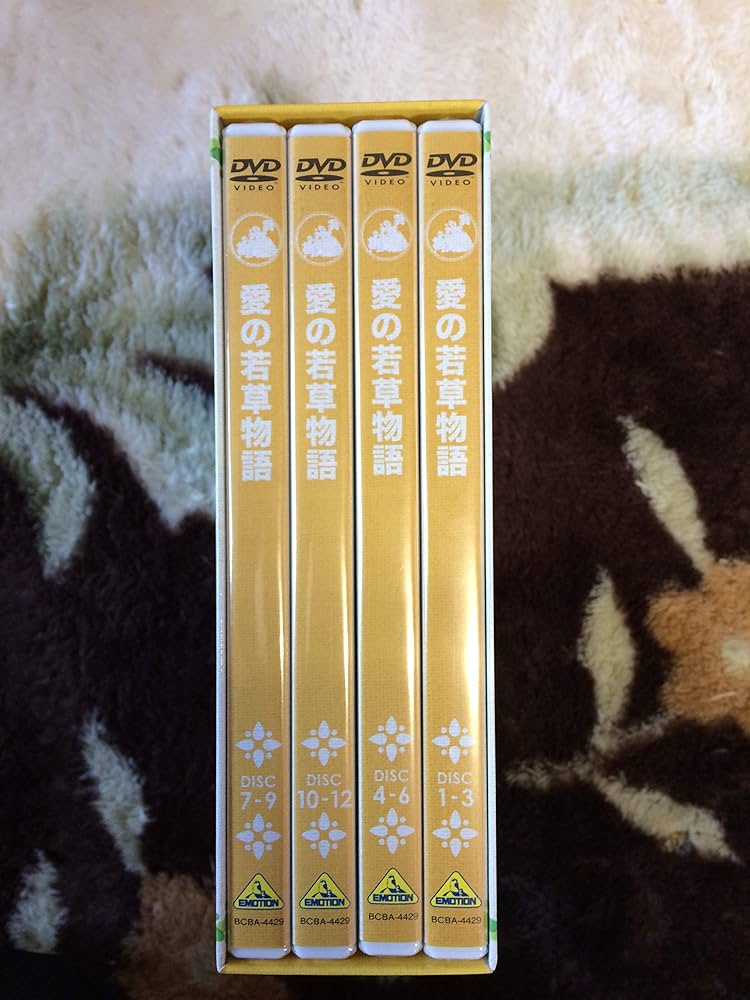 DVD
VIDEO
愛の若草物語
DISC
7-9
EMOTION
BCBA-4429
DVD
VIDEO
愛の若草物語
DISC
10-12
EMOTION
BCBA-4429
DVD
VIDEO
愛の若草物語
DISC
4-6
EMOTION
BCBA-4429
DVD
VIDEO
愛の若草物語
DISC
1-3
EMOTION
BCBA-4429